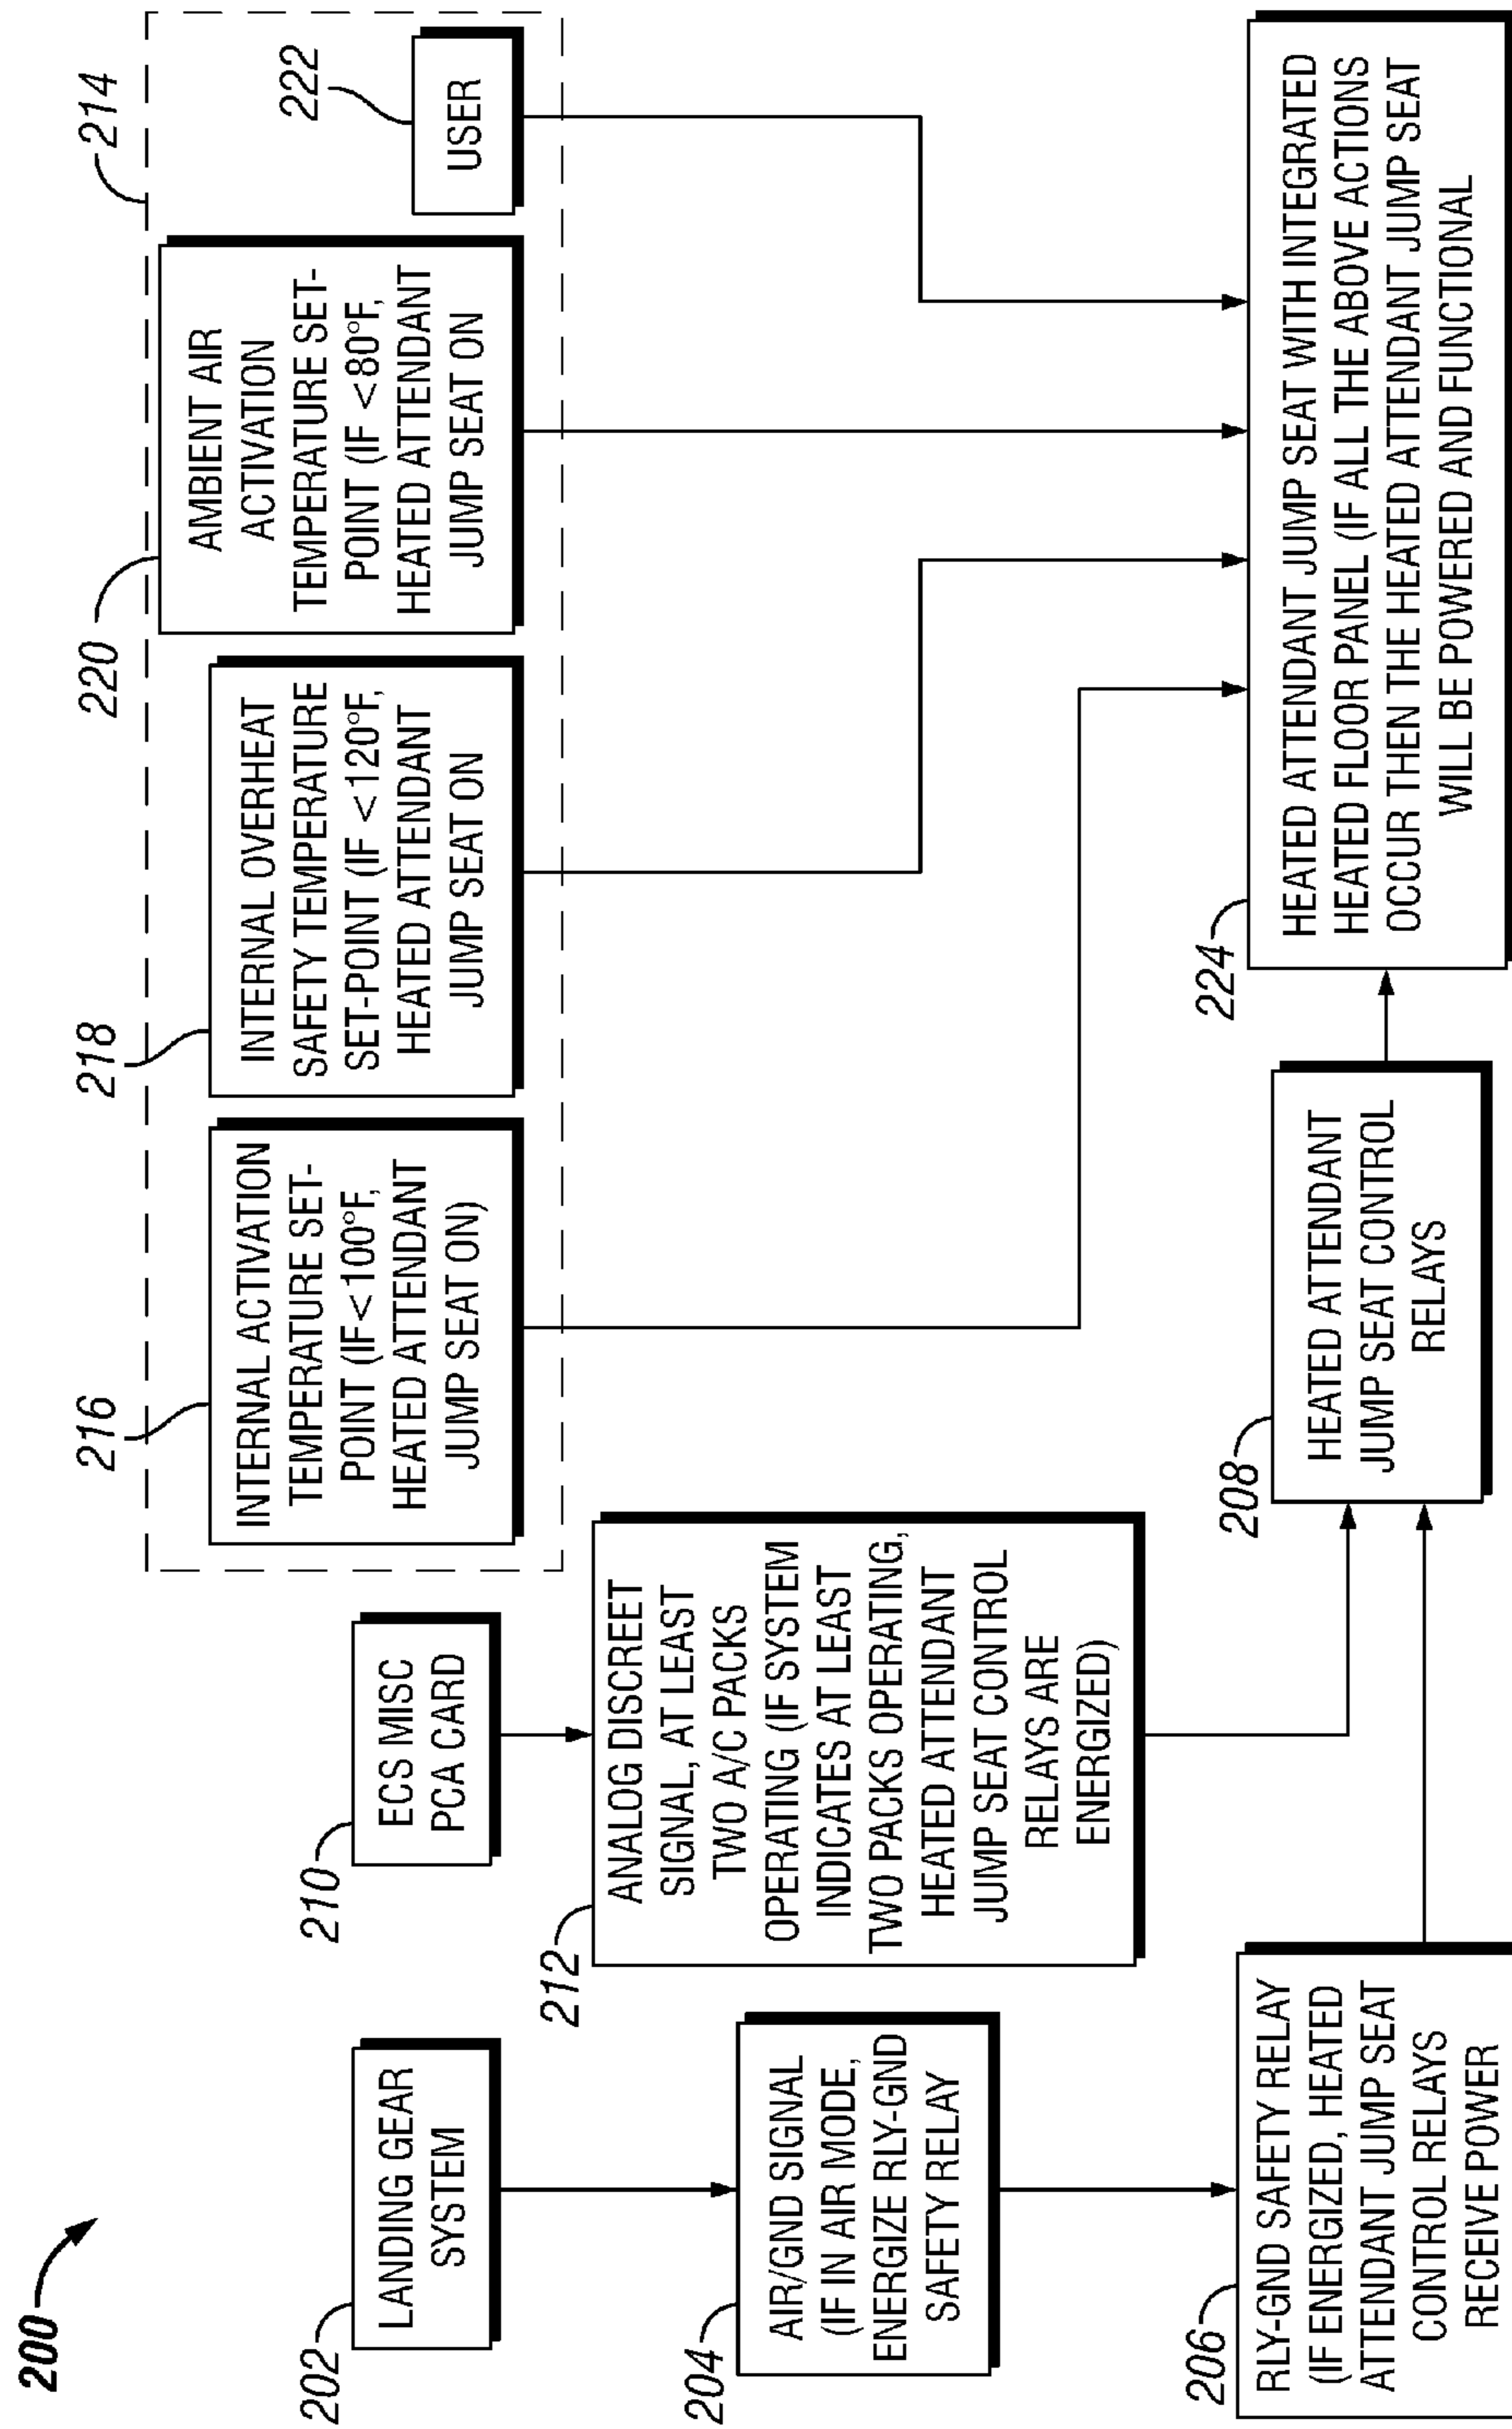 200
202
LANDING GEAR
SYSTEM
204
AIR/GND SIGNAL
(IF IN AIR MODE,
ENERGIZE RLY-GND
SAFETY RELAY
206
RLY-GND SAFETY RELAY
(IF ENERGIZED, HEATED
ATTENDANT JUMP SEAT
CONTROL RELAYS
RECEIVE POWER
210
ECS MISC
PCA CARD
212
ANALOG DISCREET
SIGNAL, AT LEAST
TWO A/C PACKS
OPERATING (IF SYSTEM
INDICATES AT LEAST
TWO PACKS OPERATING,
HEATED ATTENDANT
JUMP SEAT CONTROL
RELAYS ARE
ENERGIZED)
208
HEATED ATTENDANT
JUMP SEAT CONTROL
RELAYS
214
216
INTERNAL ACTIVATION
TEMPERATURE SET-
POINT (IF<100°F,
HEATED ATTENDANT
JUMP SEAT ON)
218
INTERNAL OVERHEAT
SAFETY TEMPERATURE
SET-POINT (IF <120°F,
HEATED ATTENDANT
JUMP SEAT ON
220
AMBIENT AIR
ACTIVATION
TEMPERATURE SET-
POINT (IF <80°F,
HEATED ATTENDANT
JUMP SEAT ON
222
USER
224
HEATED ATTENDANT JUMP SEAT WITH INTEGRATED
HEATED FLOOR PANEL (IF ALL THE ABOVE ACTIONS
OCCUR THEN THE HEATED ATTENDANT JUMP SEAT
WILL BE POWERED AND FUNCTIONAL